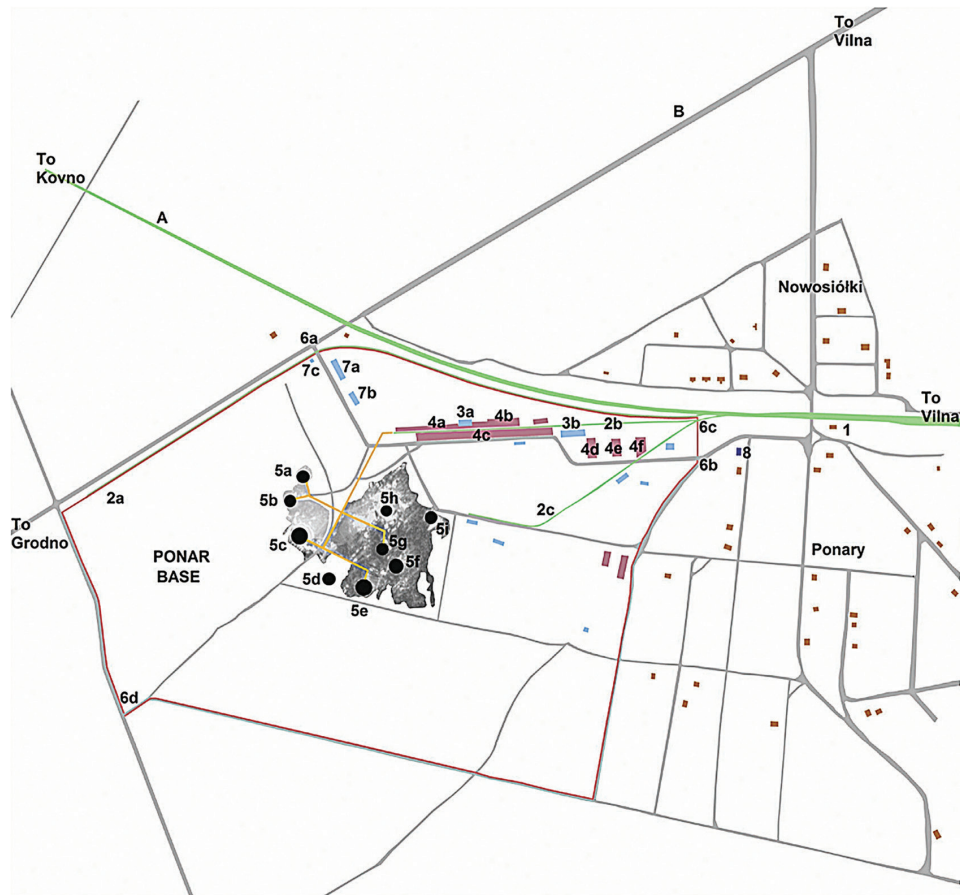 To
Vilna
B
To
Kovno
A
Nowosiółki
6a
7a
7c
7b
3a
4b
4a
4c
3b
2b
6c
To
Vilna
1
4d
4e
4f
6b
8
5a
5b
2a
5h
5i
2c
To
Grodno
5c
5g
5f
5d
5e
PONAR
BASE
Ponary
6d